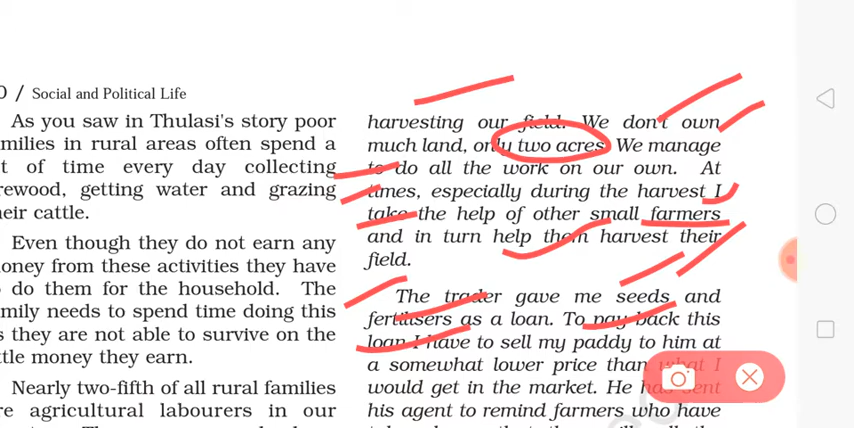 0 / Social and Political Life
As you saw in Thulasi's story poor
milies in rural areas often spend a
t of time every day collecting
rewood, getting water and grazing
heir cattle.
Even though they do not earn any
oney from these activities they have
do them for the household. The
mily needs to spend time doing this
s they are not able to survive on the
ttle money they earn.
Nearly two-fifth of all rural families
re agricultural labourers in our
harvesting our field. We don't own
much land, only two acres. We manage
to do all the work on our own. At
times, especially during the harvest I
take the help of other small farmers
and in turn help them harvest their
field.
The trader gave me seeds and
fertilisers as a loan. To pay back this
loan I have to sell my paddy to him at
a somewhat lower price than what I
would get in the market. He has sent
his agent to remind farmers who have